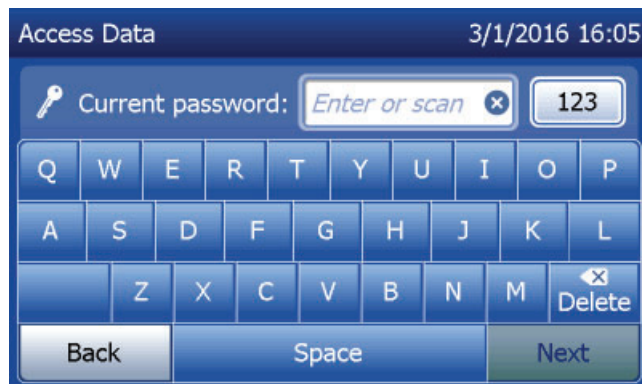 Access Data 3/1/2016 16:05
Current password: Enter or scan 123
Q W E R T Y U I O P
A S D F G H J K L
Z X C V B N M Delete
Back Space Next